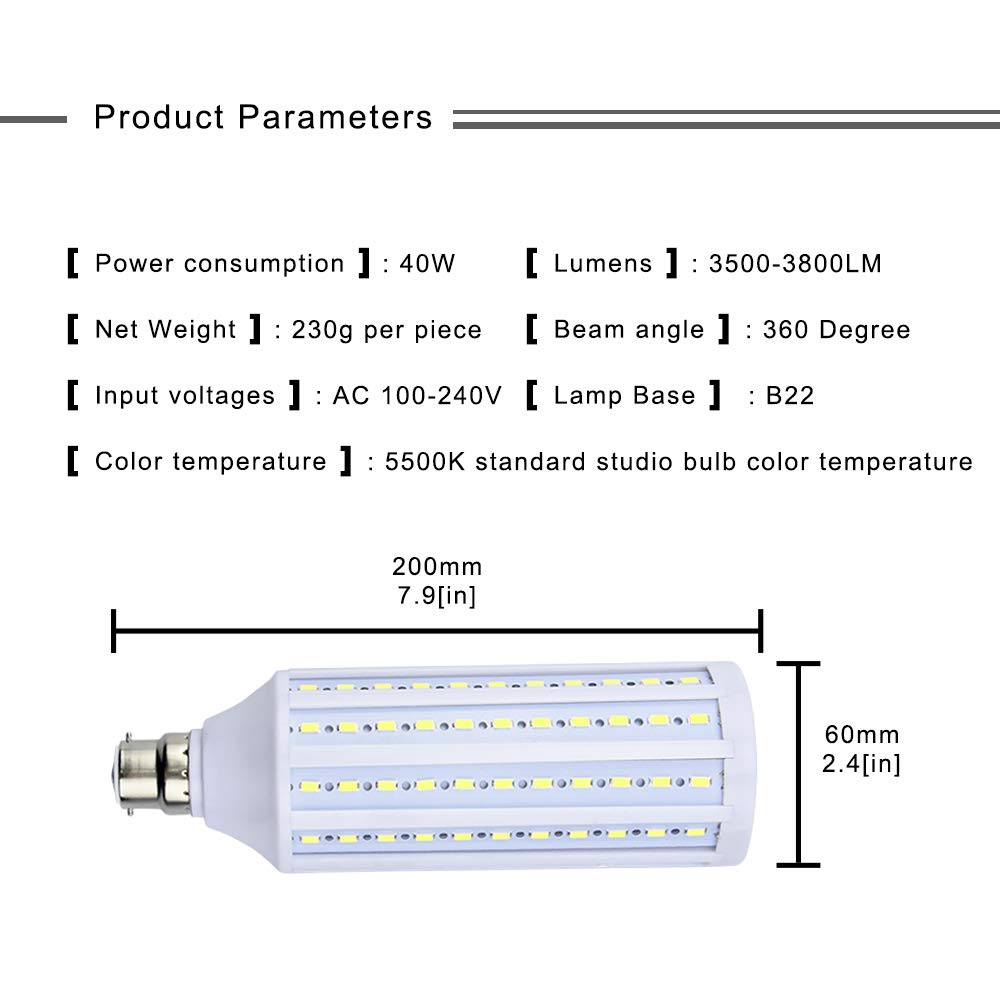 Product Parameters
【 Power consumption 】 : 40W 【 Lumens 】 : 3500-3800LM
【 Net Weight 】 : 230g per piece 【 Beam angle 】 : 360 Degree
【 Input voltages 】 : AC 100-240V 【 Lamp Base 】 : B22
【 Color temperature 】 : 5500K standard studio bulb color temperature
200mm
7.9[in]
60mm
2.4[in]